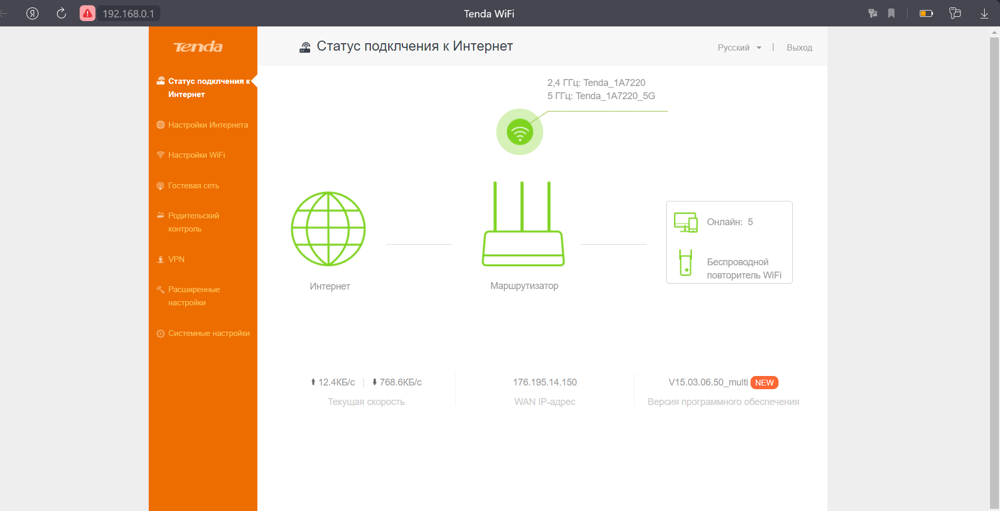 192.168.0.1
Tenda WiFi
Tenda
Статус подклчения к Интернет
Русский | Выход
Статус подклчения к
Интернет
Настройки Интернета
Настройки WiFi
Гостевая сеть
Родительский
контроль
VPN
Расширенные
настройки
Системные настройки
2,4 ГГц: Tenda_1A7220
5 ГГц: Tenda_1A7220_5G
Интернет
Маршрутизатор
Онлайн: 5
Беспроводной
повторитель WiFi
12.4КБ/с | 768.6КБ/с
Текущая скорость
176.195.14.150
WAN IP-адрес
V15.03.06.50_multi NEW
Версия программного обеспечения